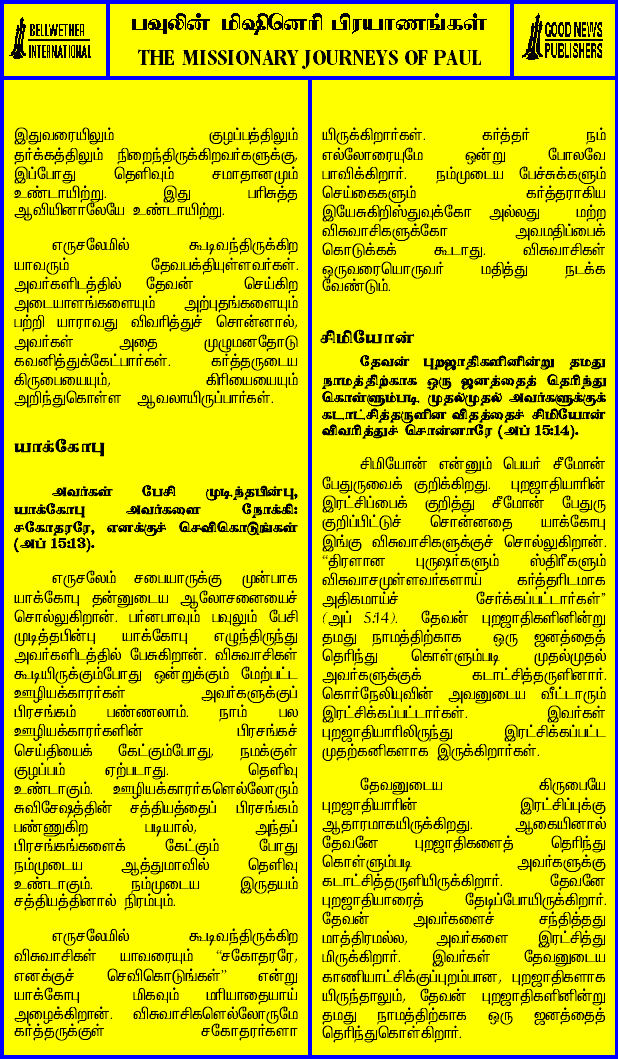 BELLWETHER
INTERNATIONAL
பவுலின் மிஷினெரி பிரயாணங்கள்
THE MISSIONARY JOURNEYS OF PAUL
GOOD NEWS
PUBLISHERS
இதுவரையிலும் குழப்பத்திலும்
தர்க்கத்திலும் நிறைந்திருக்கிறவர்களுக்கு,
இப்போது தெளிவும் சமாதானமும்
உண்டாயிற்று. இது பரிசுத்த
ஆவியினாலேயே உண்டாயிற்று.
எருசலேமில் கூடிவந்திருக்கிற
யாவரும் தேவபக்தியுள்ளவர்கள்.
அவர்களிடத்தில் தேவன் செய்கிற
அடையாளங்களையும் அற்புதங்களையும்
பற்றி யாராவது விவரித்துச் சொன்னால்,
அவர்கள் அதை முழுமனதோடு
கவனித்துக்கேட்பார்கள். கர்த்தருடைய
கிருபையையும், கிரியையையும்
அறிந்துகொள்ள ஆவலாயிருப்பார்கள்.
யாக்கோபு
அவர்கள் பேசி முடித்தபின்பு,
யாக்கோபு அவர்களை நோக்கி:
சகோதரரே, எனக்குச் செவிகொடுங்கள்
(அப் 15:13).
எருசலேம் சபையாருக்கு முன்பாக
யாக்கோபு தன்னுடைய ஆலோசனையைச்
சொல்லுகிறான். பர்னபாவும் பவுலும் பேசி
முடித்தபின்பு யாக்கோபு எழுந்திருந்து
அவர்களிடத்தில் பேசுகிறான். விசுவாசிகள்
கூடியிருக்கும்போது ஒன்றுக்கும் மேற்பட்ட
ஊழியக்காரர்கள் அவர்களுக்குப்
பிரசங்கம் பண்ணலாம். நாம் பல
ஊழியக்காரர்களின் பிரசங்கச்
செய்தியைக் கேட்கும்போது, நமக்குள்
குழப்பம் ஏற்படாது. தெளிவு
உண்டாகும். ஊழியக்காரர்களெல்லோரும்
சுவிசேஷத்தின் சத்தியத்தைப் பிரசங்கம்
பண்ணுகிற படியால், அந்தப்
பிரசங்கங்களைக் கேட்கும் போது
நம்முடைய ஆத்துமாவில் தெளிவு
உண்டாகும். நம்முடைய இருதயம்
சத்தியத்தினால் நிரம்பும்.
எருசலேமில் கூடிவந்திருக்கிற
விசுவாசிகள் யாவரையும் “சகோதரரே,
எனக்குச் செவிகொடுங்கள்” என்று
யாக்கோபு மிகவும் மரியாதையாய்
அழைக்கிறான். விசுவாசிகளெல்லோருமே
கர்த்தருக்குள் சகோதரர்களா
யிருக்கிறார்கள். கர்த்தர் நம்
எல்லோரையுமே ஒன்று போலவே
பாவிக்கிறார். நம்முடைய பேச்சுக்களும்
செய்கைகளும் கர்த்தராகிய
இயேசுகிறிஸ்துவுக்கோ அல்லது மற்ற
விசுவாசிகளுக்கோ அவமதிப்பைக்
கொடுக்கக் கூடாது. விசுவாசிகள்
ஒருவரையொருவர் மதித்து நடக்க
வேண்டும்.
சிமியோன்
தேவன் புறஜாதிகளினின்று தமது
நாமத்திற்காக ஒரு ஜனத்தைத் தெரிந்து
கொள்ளும்படி முதல்முதல் அவர்களுக்குக்
கடாட்சித்தருளின விதத்தைச் சிமியோன்
விவரித்துச் சொன்னாரே (அப் 15:14).
சிமியோன் என்னும் பெயர் சீமோன்
பேதுருவைக் குறிக்கிறது. புறஜாதியாரின்
இரட்சிப்பைக் குறித்து சீமோன் பேதுரு
குறிப்பிட்டுச் சொன்னதை யாக்கோபு
இங்கு விசுவாசிகளுக்குச் சொல்லுகிறான்.
“திரளான புருஷர்களும் ஸ்திரீகளும்
விசுவாசமுள்ளவர்களாய் கர்த்தரிடமாக
அதிகமாய்ச் சேர்க்கப்பட்டார்கள்”
(அப் 5:14). தேவன் புறஜாதிகளினின்று
தமது நாமத்திற்காக ஒரு ஜனத்தைத்
தெரிந்து கொள்ளும்படி முதல்முதல்
அவர்களுக்குக் கடாட்சித்தருளினார்.
கொர்நேலியுவின் அவனுடைய வீட்டாரும்
இரட்சிக்கப்பட்டார்கள். இவர்கள்
புறஜாதியாரிலிருந்து இரட்சிக்கப்பட்ட
முதற்கனிகளாக இருக்கிறார்கள்.
தேவனுடைய கிருபையே
புறஜாதியாரின் இரட்சிப்புக்கு
ஆதாரமாகயிருக்கிறது. ஆகையினால்
தேவனே புறஜாதிகளைத் தெரிந்து
கொள்ளும்படி அவர்களுக்கு
கடாட்சித்தருளியிருக்கிறார். தேவனே
புறஜாதியாரைத் தேடிப்போயிருக்கிறார்.
தேவன் அவர்களைச் சந்தித்தது
மாத்திரமல்ல, அவர்களை இரட்சித்து
மிருக்கிறார். இவர்கள் தேவனுடைய
காணியாட்சிக்குப்புறம்பான, புறஜாதிகளாக
யிருந்தாலும், தேவன் புறஜாதிகளினின்று
தமது நாமத்திற்காக ஒரு ஜனத்தைத்
தெரிந்துகொள்கிறார்.